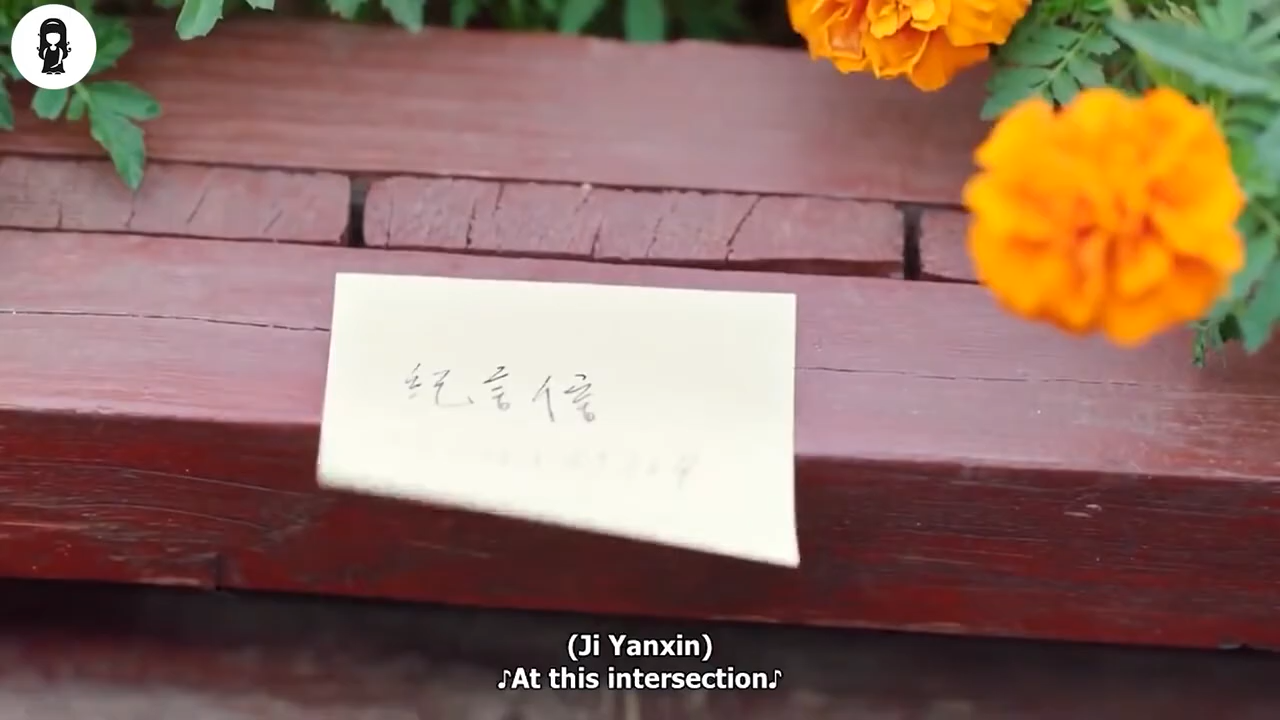 纪言信
(Ji Yanxin)
♪At this intersection♪